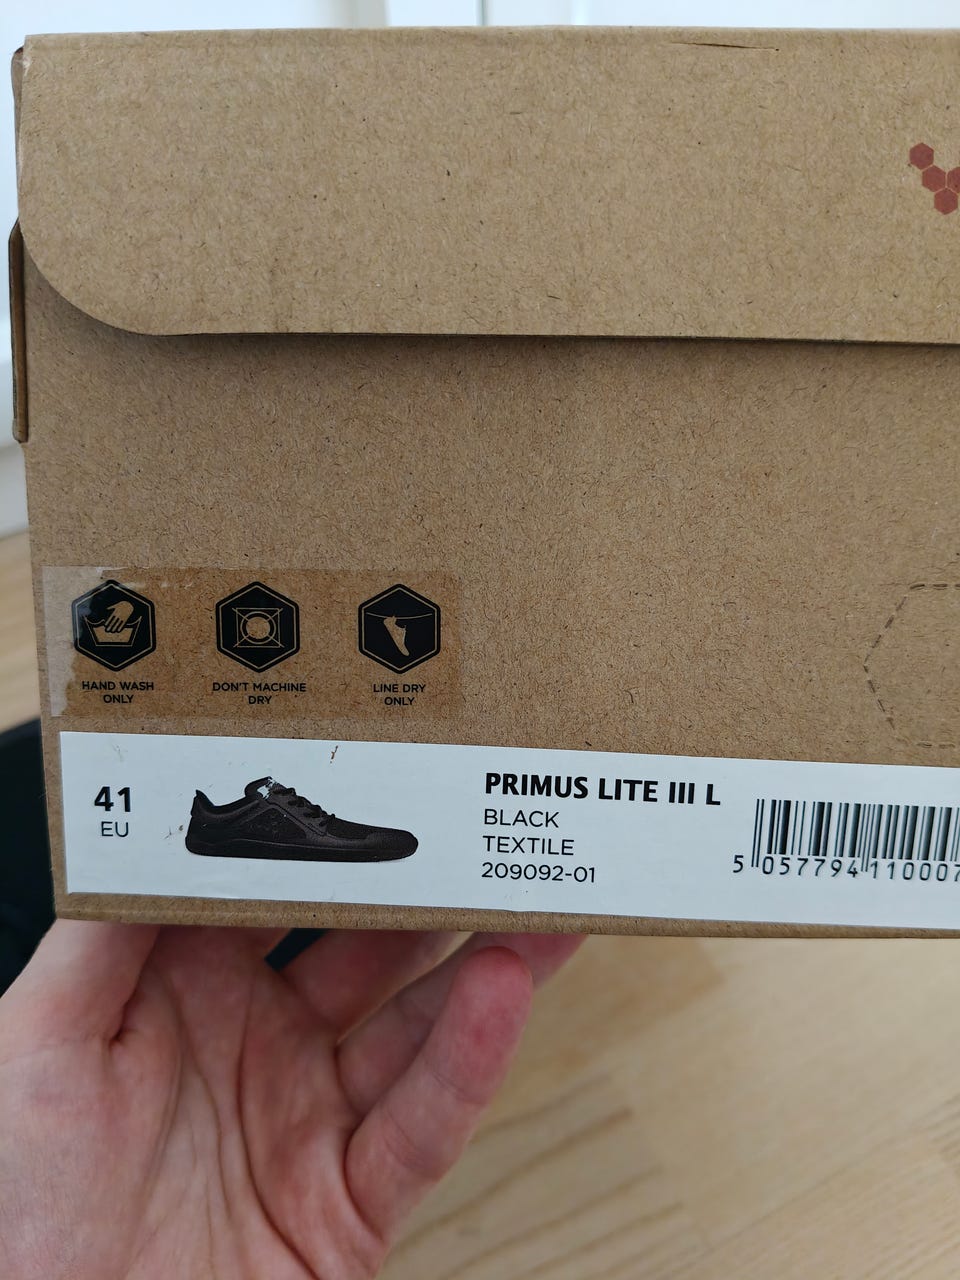 HAND WASH
ONLY
DON'T MACHINE
DRY
LINE DRY
ONLY
41
EU
PRIMUS LITE III L
BLACK
TEXTILE
209092-01
5 057794 110007